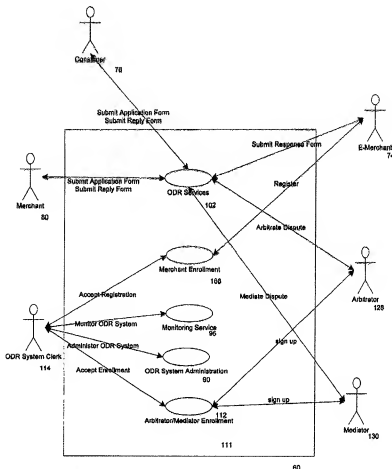 Consumer
70
Submit Application Form
Submit Reply Form
Submit Response Form
E-Merchant
74
Register
Submit Application Form
Submit Reply Form
Merchant
80
ODR Services
102
Arbitrate Dispute
Merchant Enrollment
Accept Registration
Mediate Dispute
Arbitrator
128
Monitor ODR System
Monitoring Service
96
ODR System Clerk
114
Administer ODR System
ODR System Administration
90
Accept Enrollment
sign up
112
Arbitrator/Mediator Enrollment
sign up
Mediator
130
111
60